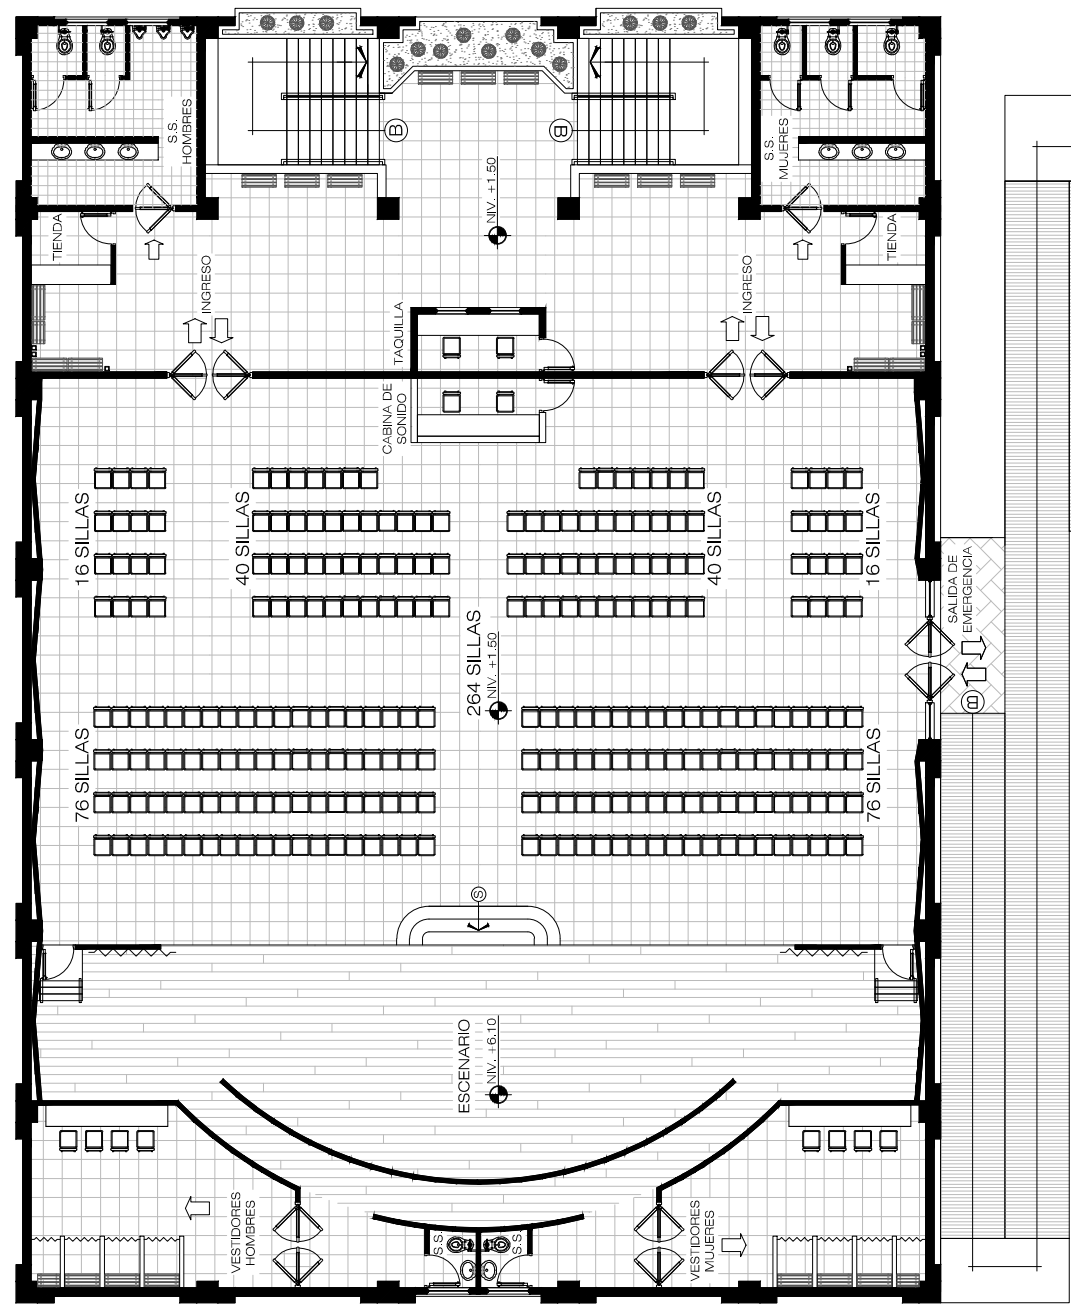 S.S.
HOMBRES
S.S.
MUJERES
B
B
NIV. +1.50
TIENDA
TIENDA
INGRESO
INGRESO
TAQUILLA
CABINA DE
SONIDO
16 SILLAS
40 SILLAS
40 SILLAS
16 SILLAS
SALIDA DE
EMERGENCIA
B
264 SILLAS
NIV. +1.50
76 SILLAS
76 SILLAS
S
ESCENARIO
NIV. +6.10
VESTIDORES
HOMBRES
S.S.
S.S.
VESTIDORES
MUJERES